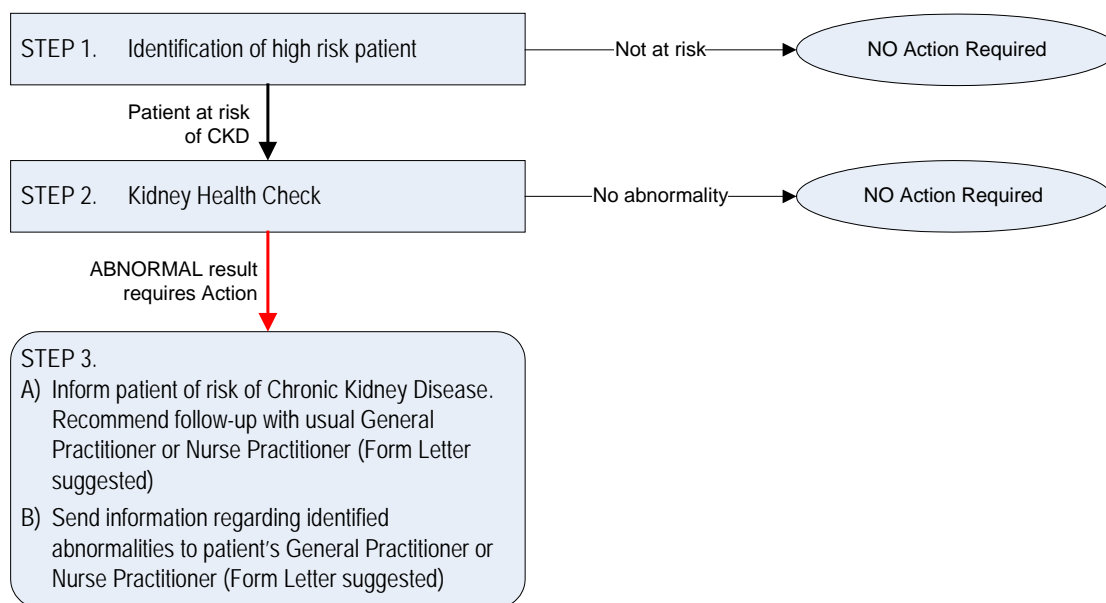 STEP 1. Identification of high risk patient
Not at risk
NO Action Required
Patient at risk
of CKD
STEP 2. Kidney Health Check
No abnormality
NO Action Required
ABNORMAL result
requires Action
STEP 3.
A) Inform patient of risk of Chronic Kidney Disease.
Recommend follow-up with usual General
Practitioner or Nurse Practitioner (Form Letter
suggested)
B) Send information regarding identified
abnormalities to patient's General Practitioner or
Nurse Practitioner (Form Letter suggested)